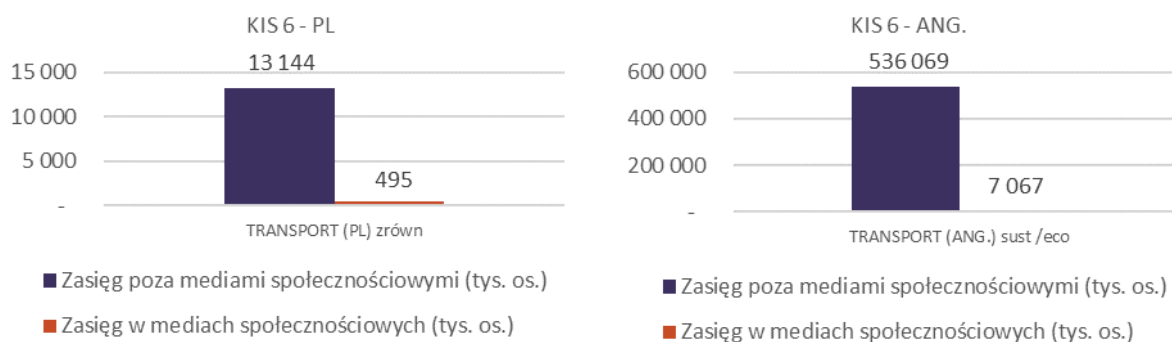 KIS 6 - PL
13 144
15 000
10 000
5 000
495
-
TRANSPORT (PL) zrówn
Zasięg poza mediami społecznościowymi (tys. os.)
Zasięg w mediach społecznościowych (tys. os.)
KIS 6 - ANG.
536 069
600 000
400 000
200 000
7 067
-
TRANSPORT (ANG.) sust /eco
Zasięg poza mediami społecznościowymi (tys. os.)
Zasięg w mediach społecznościowych (tys. os.)